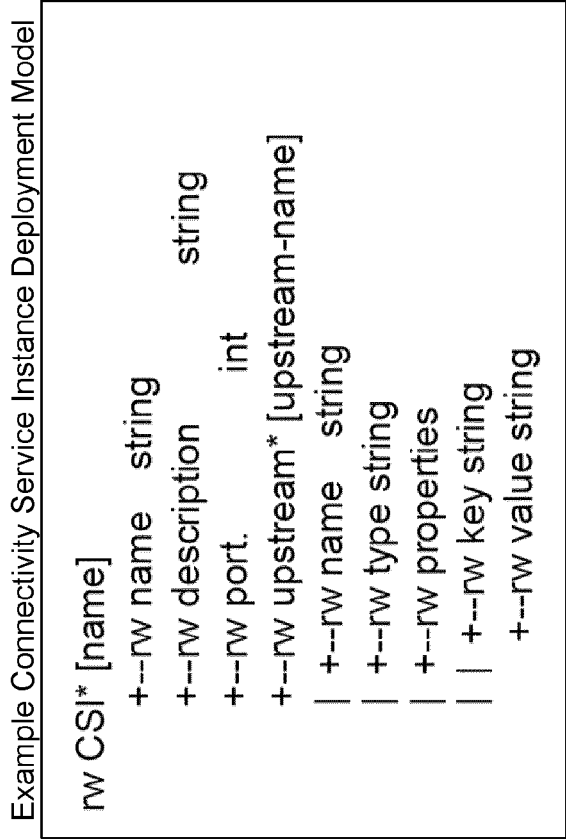 Example Connectivity Service Instance Deployment Model
rw CSI* [name]
+--rw name string
+--rw description string
+--rw port. int
+--rw upstream* [upstream-name]
| +--rw name string
| +--rw type string
| +--rw properties
| | +--rw key string
+--rw value string